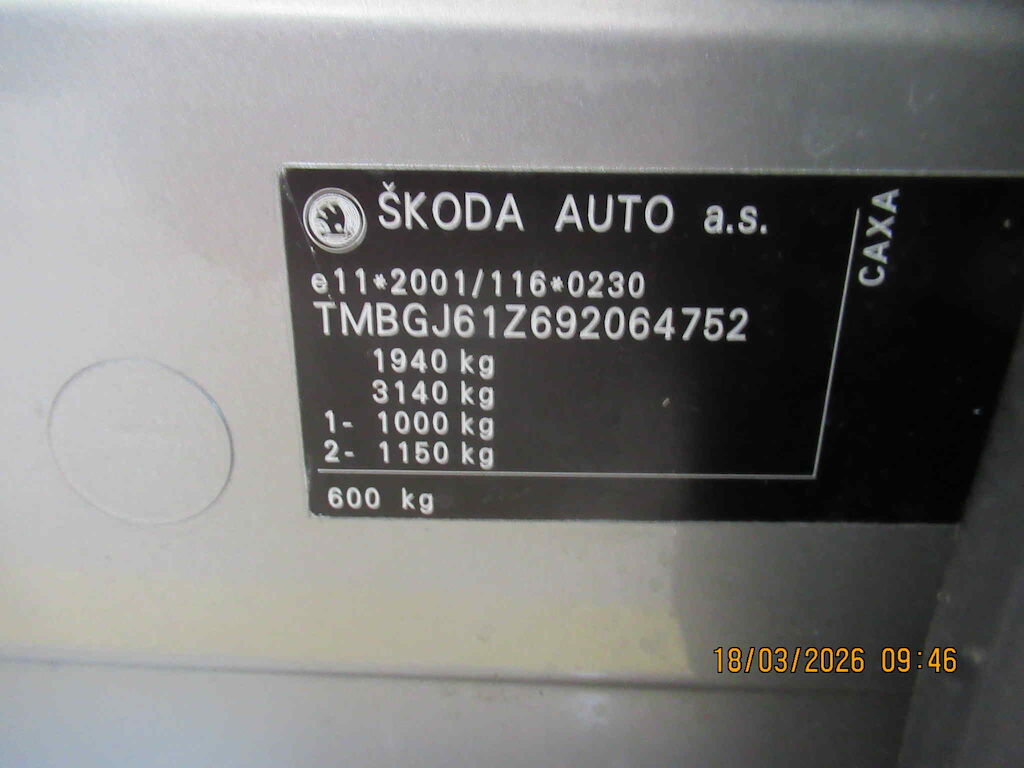 ŠKODA AUTO a.s.
e11*2001/116*0230
TMBGJ61Z692064752
1940 kg
3140 kg
1- 1000 kg
2- 1150 kg
600 kg
CAXA
18/03/2026 09:46